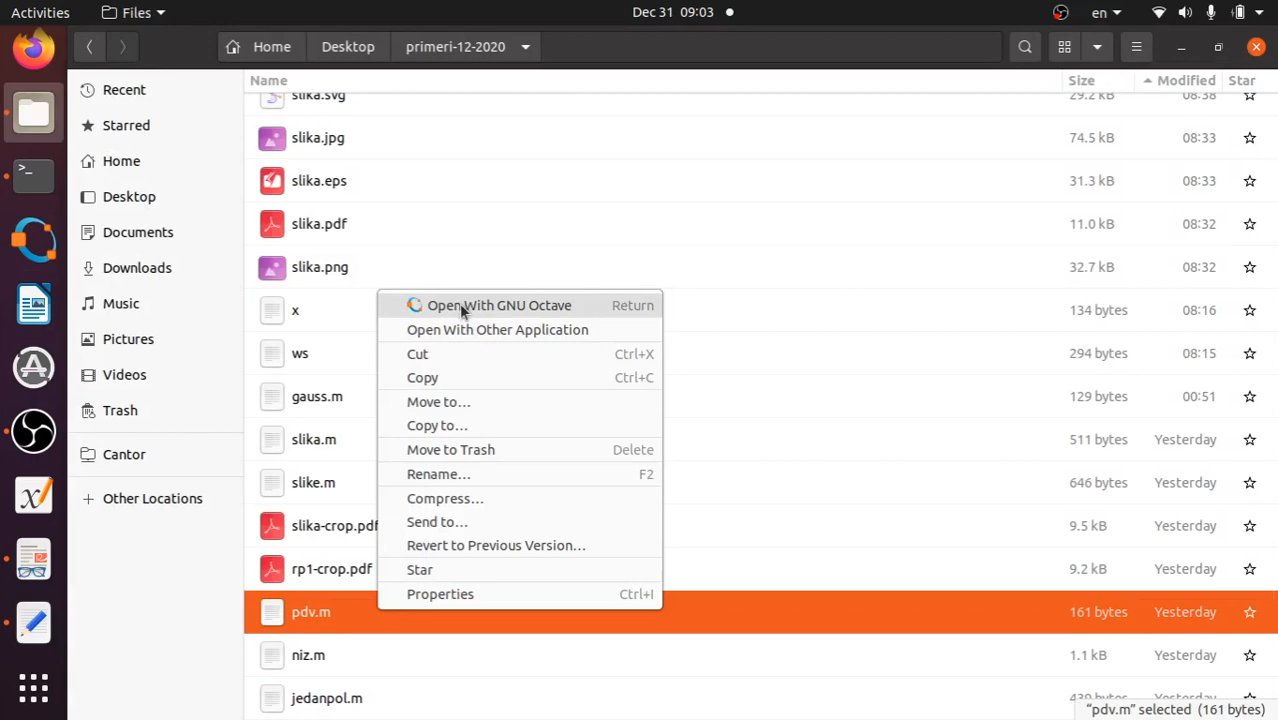 Activities Files Dec 31 09:03 en
Home Desktop primeri-12-2020
Name Size Modified Star
Recent
Starred
Home
Desktop
Documents
Downloads
Music
Pictures
Videos
Trash
Cantor
Other Locations
slika.svg 29.2 kB 08:38
slika.jpg 74.5 kB 08:33
slika.eps 31.3 kB 08:33
slika.pdf 11.0 kB 08:32
slika.png 32.7 kB 08:32
x 134 bytes 08:16
ws 294 bytes 08:15
gauss.m 129 bytes 00:51
slika.m 511 bytes Yesterday
slike.m 646 bytes Yesterday
slika-crop.pdf 9.5 kB Yesterday
rp1-crop.pdf 9.2 kB Yesterday
pdv.m 161 bytes Yesterday
niz.m 1.1 kB Yesterday
jedanpol.m 439 bytes Yesterday
Open With GNU Octave Return
Open With Other Application
Cut Ctrl+X
Copy Ctrl+C
Move to…
Copy to…
Move to Trash Delete
Rename… F2
Compress…
Send to…
Revert to Previous Version…
Star
Properties Ctrl+I
“pdv.m” selected (161 bytes)